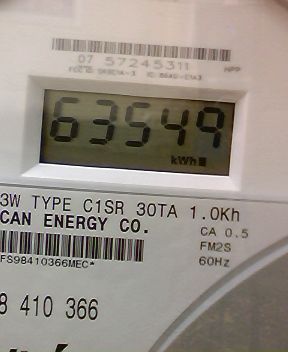 07 57245311
NPP
63549
kWh
3W TYPE C1SR 30TA 1.0Kh
CAN ENERGY CO.
CA 0.5
FM2S
60Hz
FS98410366MEC*
8 410 366